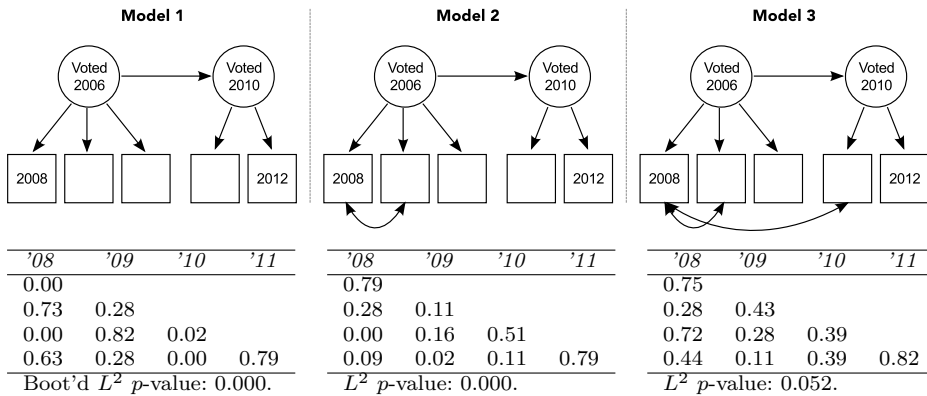 Model 1
Voted 2006
Voted 2010
2008
2012
’08 ’09 ’10 ’11
0.00
0.73 0.28
0.00 0.82 0.02
0.63 0.28 0.00 0.79
Boot’d L² p-value: 0.000.
Model 2
Voted 2006
Voted 2010
2008
2012
’08 ’09 ’10 ’11
0.79
0.28 0.11
0.00 0.16 0.51
0.09 0.02 0.11 0.79
L² p-value: 0.000.
Model 3
Voted 2006
Voted 2010
2008
2012
’08 ’09 ’10 ’11
0.75
0.28 0.43
0.72 0.28 0.39
0.44 0.11 0.39 0.82
L² p-value: 0.052.